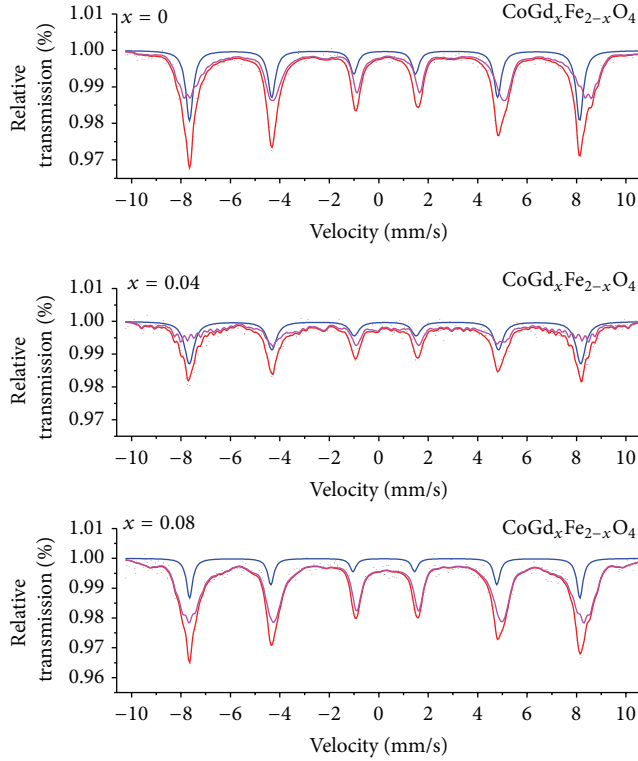 x = 0
CoGdₓFe₂₋ₓO₄
Relative
transmission (%)
1.01
1.00
0.99
0.98
0.97
−10 −8 −6 −4 −2 0 2 4 6 8 10
Velocity (mm/s)
x = 0.04
CoGdₓFe₂₋ₓO₄
Relative
transmission (%)
1.01
1.00
0.99
0.98
0.97
−10 −8 −6 −4 −2 0 2 4 6 8 10
Velocity (mm/s)
x = 0.08
CoGdₓFe₂₋ₓO₄
Relative
transmission (%)
1.01
1.00
0.99
0.98
0.97
0.96
−10 −8 −6 −4 −2 0 2 4 6 8 10
Velocity (mm/s)